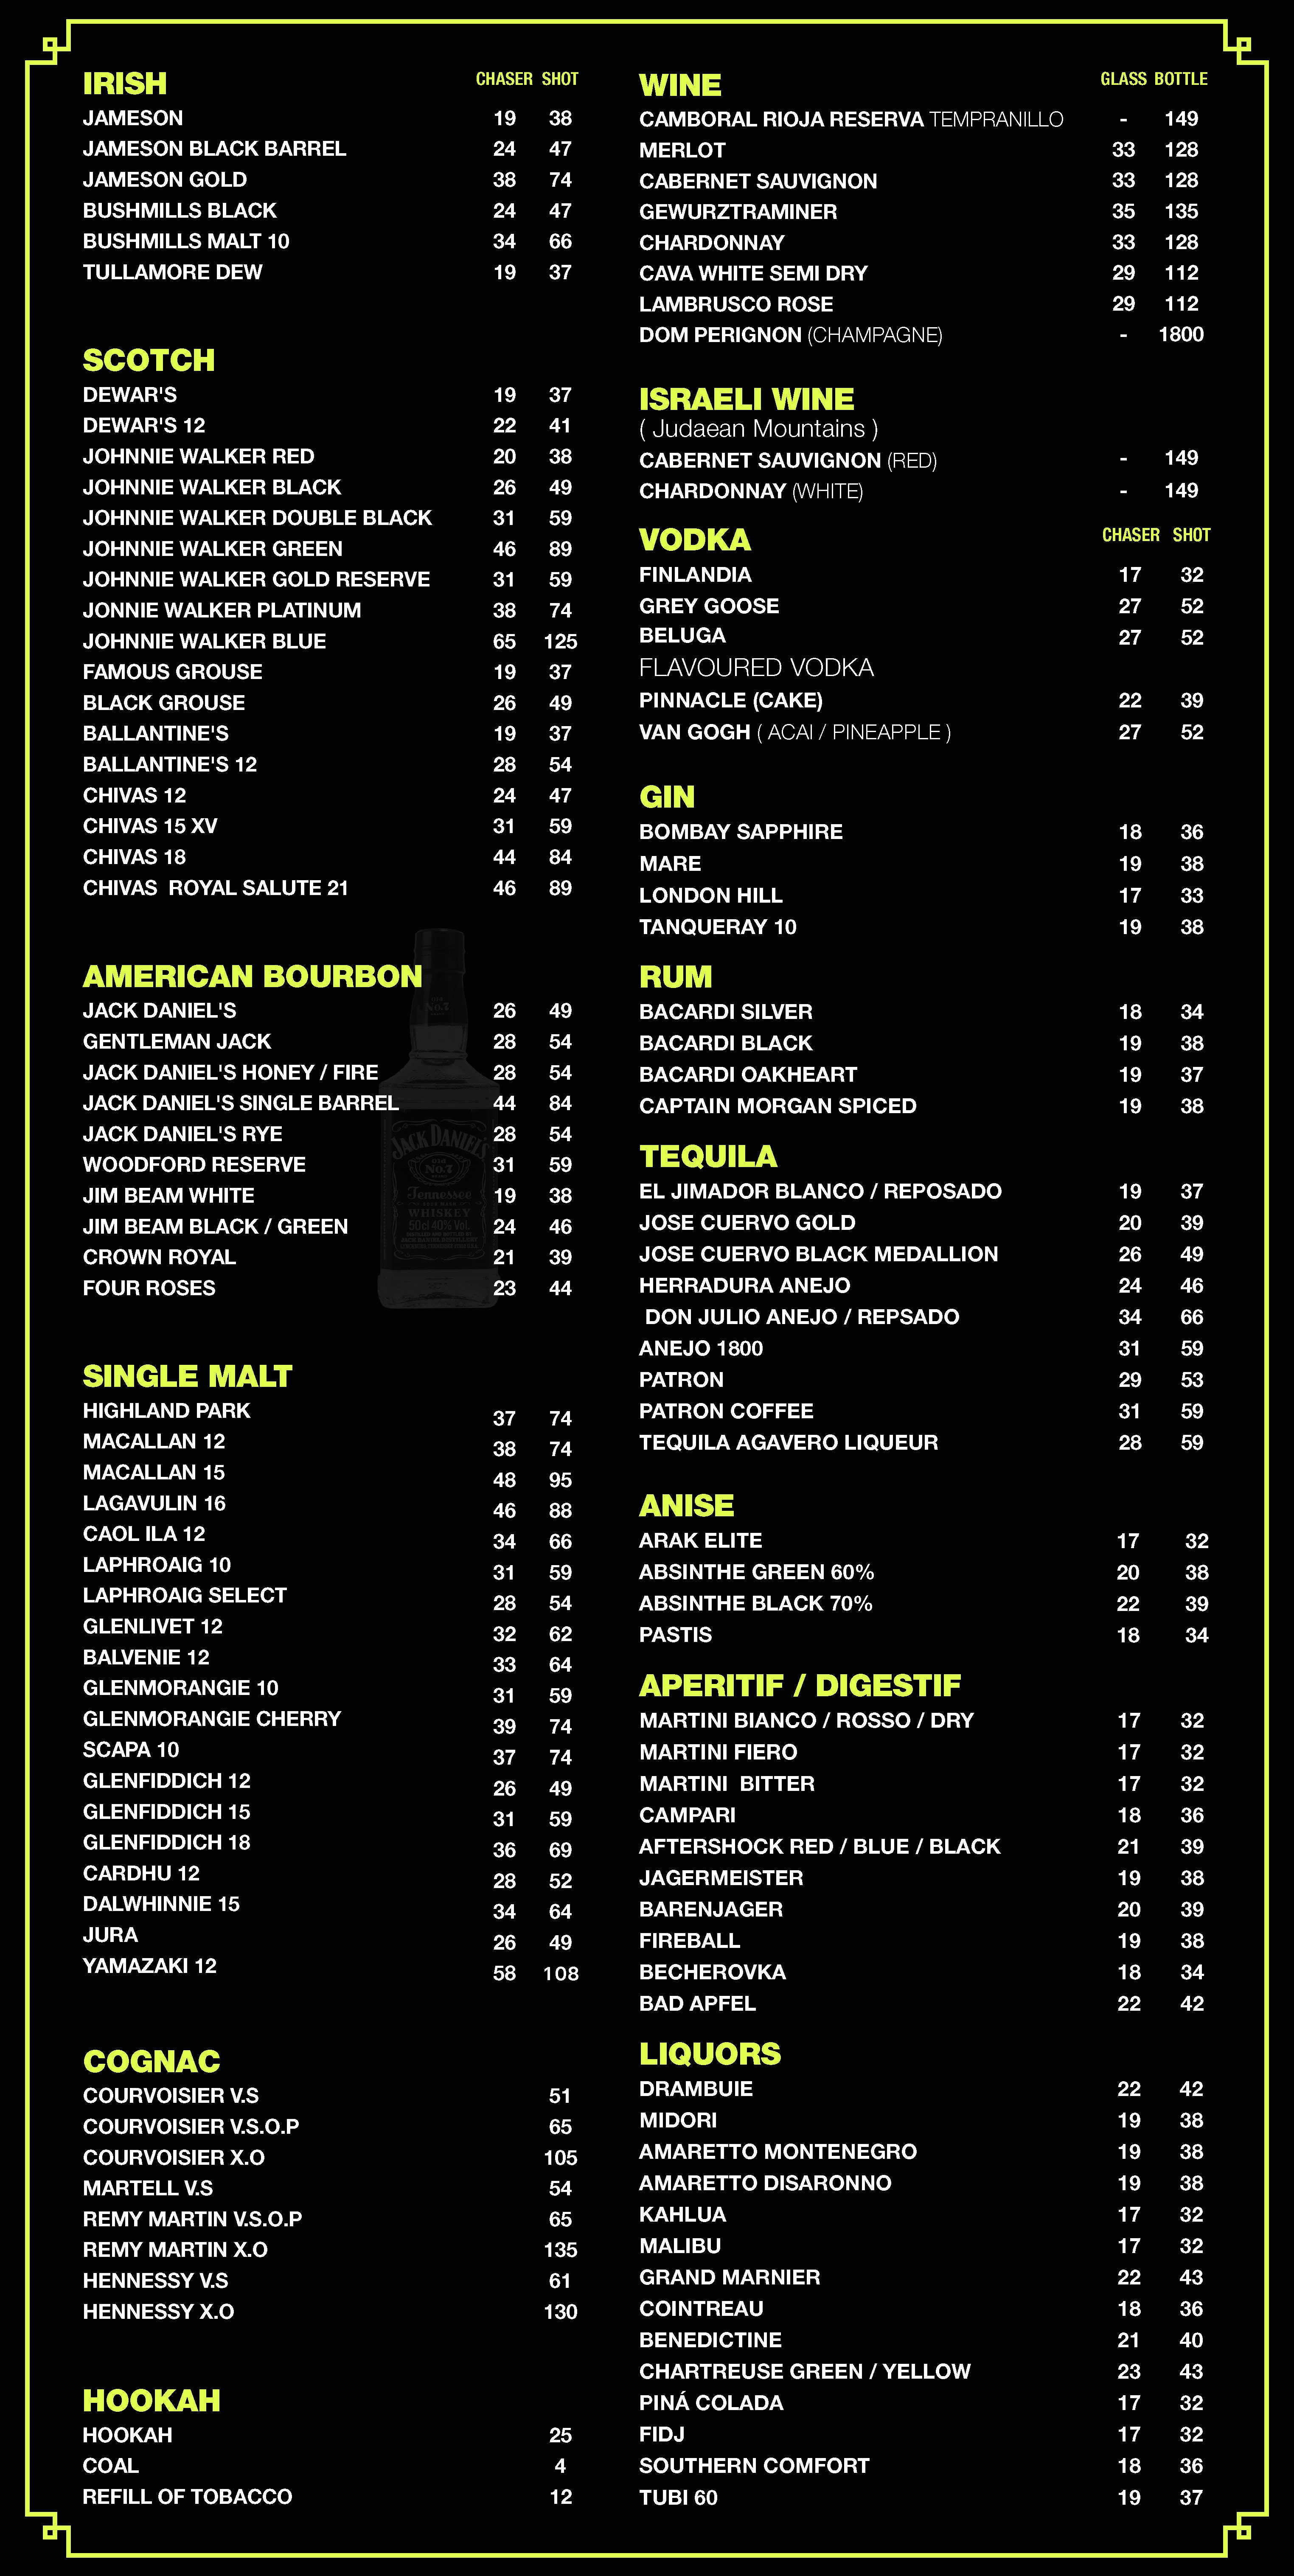 IRISH CHASER SHOT
JAMESON 19 38
JAMESON BLACK BARREL 24 47
JAMESON GOLD 38 74
BUSHMILLS BLACK 24 47
BUSHMILLS MALT 10 34 66
TULLAMORE DEW 19 37
SCOTCH
DEWAR'S 19 37
DEWAR'S 12 22 41
JOHNNIE WALKER RED 20 38
JOHNNIE WALKER BLACK 26 49
JOHNNIE WALKER DOUBLE BLACK 31 59
JOHNNIE WALKER GREEN 46 89
JOHNNIE WALKER GOLD RESERVE 31 59
JONNIE WALKER PLATINUM 38 74
JOHNNIE WALKER BLUE 65 125
FAMOUS GROUSE 19 37
BLACK GROUSE 26 49
BALLANTINE'S 19 37
BALLANTINE'S 12 28 54
CHIVAS 12 24 47
CHIVAS 15 XV 31 59
CHIVAS 18 44 84
CHIVAS ROYAL SALUTE 21 46 89
AMERICAN BOURBON
JACK DANIEL'S 26 49
GENTLEMAN JACK 28 54
JACK DANIEL'S HONEY / FIRE 28 54
JACK DANIEL'S SINGLE BARREL 44 84
JACK DANIEL'S RYE 28 54
WOODFORD RESERVE 31 59
JIM BEAM WHITE 19 38
JIM BEAM BLACK / GREEN 24 46
CROWN ROYAL 21 39
FOUR ROSES 23 44
JACK DANIEL'S
OLD
No.7
Tennessee
WHISKEY
50cl 40% Vol.
SINGLE MALT
HIGHLAND PARK 37 74
MACALLAN 12 38 74
MACALLAN 15 48 95
LAGAVULIN 16 46 88
CAOL ILA 12 34 66
LAPHROAIG 10 31 59
LAPHROAIG SELECT 28 54
GLENLIVET 12 32 62
BALVENIE 12 33 64
GLENMORANGIE 10 31 59
GLENMORANGIE CHERRY 39 74
SCAPA 10 37 74
GLENFIDDICH 12 26 49
GLENFIDDICH 15 31 59
GLENFIDDICH 18 36 69
CARDHU 12 28 52
DALWHINNIE 15 34 64
JURA 26 49
YAMAZAKI 12 58 108
COGNAC
COURVOISIER V.S 51
COURVOISIER V.S.O.P 65
COURVOISIER X.O 105
MARTELL V.S 54
REMY MARTIN V.S.O.P 65
REMY MARTIN X.O 135
HENNESSY V.S 61
HENNESSY X.O 130
HOOKAH
HOOKAH 25
COAL 4
REFILL OF TOBACCO 12
WINE GLASS BOTTLE
CAMBORAL RIOJA RESERVA TEMPRANILLO - 149
MERLOT 33 128
CABERNET SAUVIGNON 33 128
GEWURZTRAMINER 35 135
CHARDONNAY 33 128
CAVA WHITE SEMI DRY 29 112
LAMBRUSCO ROSE 29 112
DOM PERIGNON (CHAMPAGNE) - 1800
ISRAELI WINE
( Judaean Mountains )
CABERNET SAUVIGNON (RED) - 149
CHARDONNAY (WHITE) - 149
VODKA CHASER SHOT
FINLANDIA 17 32
GREY GOOSE 27 52
BELUGA 27 52
FLAVOURED VODKA
PINNACLE (CAKE) 22 39
VAN GOGH ( ACAI / PINEAPPLE ) 27 52
GIN
BOMBAY SAPPHIRE 18 36
MARE 19 38
LONDON HILL 17 33
TANQUERAY 10 19 38
RUM
BACARDI SILVER 18 34
BACARDI BLACK 19 38
BACARDI OAKHEART 19 37
CAPTAIN MORGAN SPICED 19 38
TEQUILA
EL JIMADOR BLANCO / REPOSADO 19 37
JOSE CUERVO GOLD 20 39
JOSE CUERVO BLACK MEDALLION 26 49
HERRADURA ANEJO 24 46
DON JULIO ANEJO / REPSADO 34 66
ANEJO 1800 31 59
PATRON 29 53
PATRON COFFEE 31 59
TEQUILA AGAVERO LIQUEUR 28 59
ANISE
ARAK ELITE 17 32
ABSINTHE GREEN 60% 20 38
ABSINTHE BLACK 70% 22 39
PASTIS 18 34
APERITIF / DIGESTIF
MARTINI BIANCO / ROSSO / DRY 17 32
MARTINI FIERO 17 32
MARTINI BITTER 17 32
CAMPARI 18 36
AFTERSHOCK RED / BLUE / BLACK 21 39
JAGERMEISTER 19 38
BARENJAGER 20 39
FIREBALL 19 38
BECHEROVKA 18 34
BAD APFEL 22 42
LIQUORS
DRAMBUIE 22 42
MIDORI 19 38
AMARETTO MONTENEGRO 19 38
AMARETTO DISARONNO 19 38
KAHLUA 17 32
MALIBU 17 32
GRAND MARNIER 22 43
COINTREAU 18 36
BENEDICTINE 21 40
CHARTREUSE GREEN / YELLOW 23 43
PINÁ COLADA 17 32
FIDJ 17 32
SOUTHERN COMFORT 18 36
TUBI 60 19 37